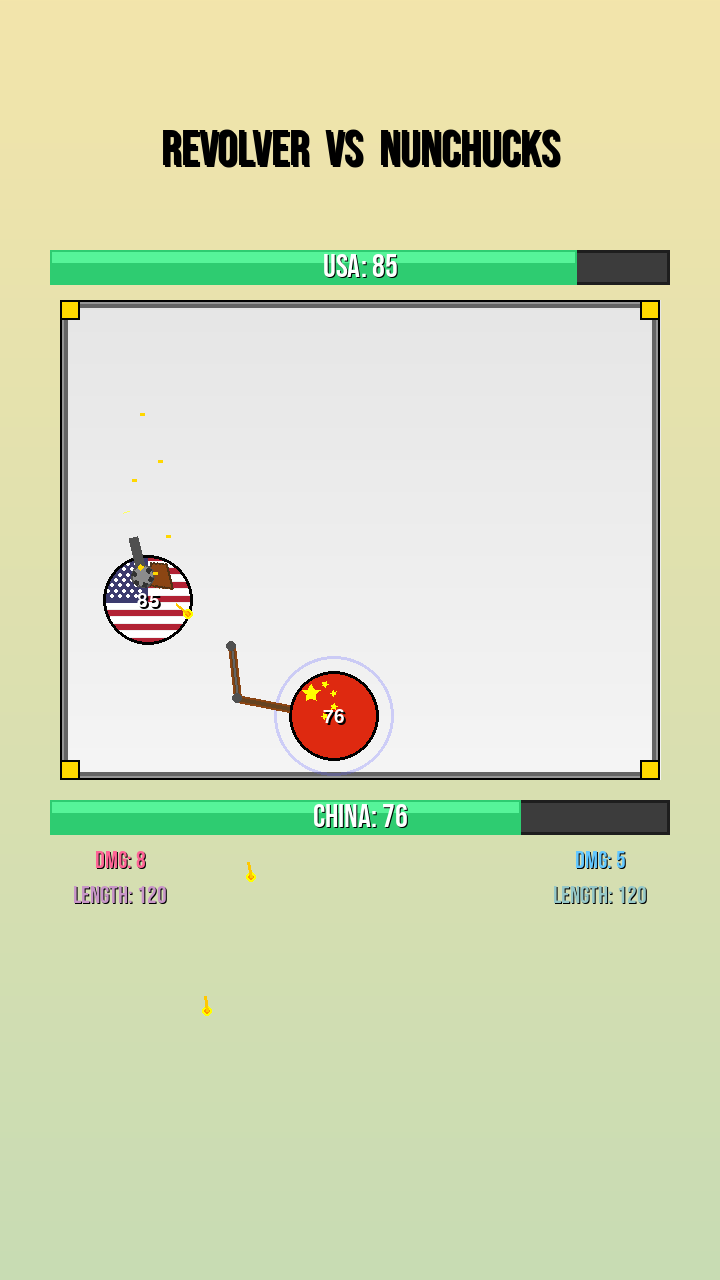 REVOLVER VS NUNCHUCKS
USA: 85
85
76
CHINA: 76
DMG: 8
DMG: 5
LENGTH: 120
LENGTH: 120